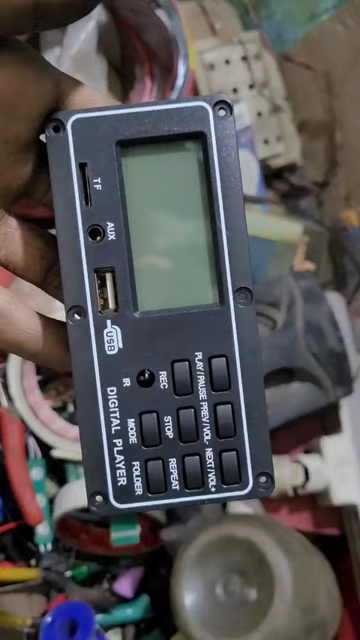 TF
AUX
USB
IR
DIGITAL PLAYER
PLAY/PAUSE
PREV/VOL-
NEXT/VOL+
REC
STOP
REPEAT
MODE
FOLDER